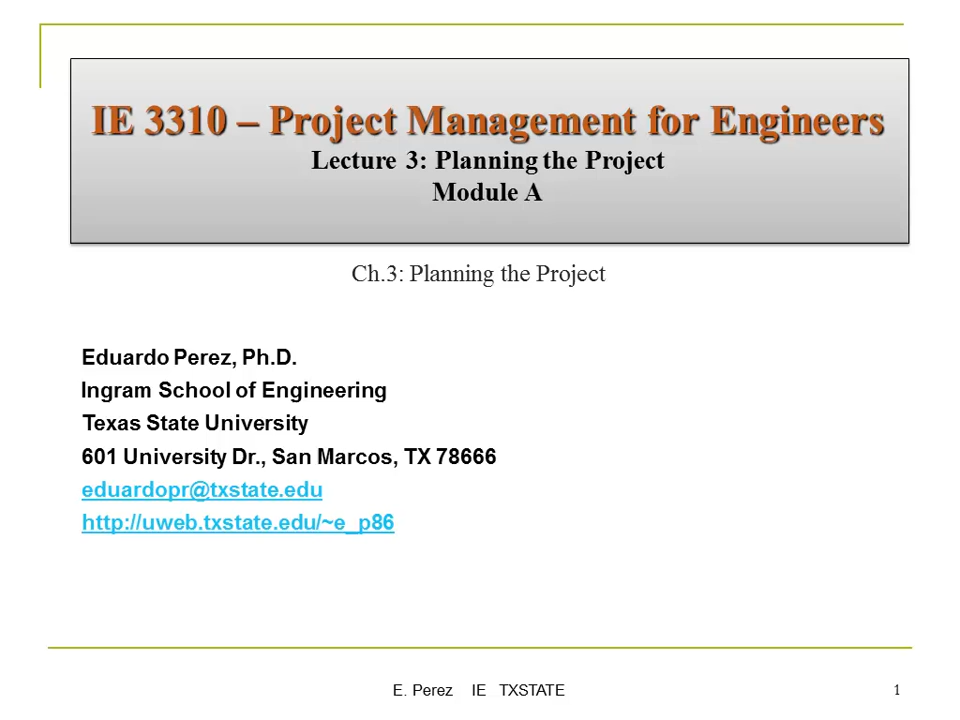 IE 3310 – Project Management for Engineers
Lecture 3: Planning the Project
Module A
Ch.3: Planning the Project
Eduardo Perez, Ph.D.
Ingram School of Engineering
Texas State University
601 University Dr., San Marcos, TX 78666
eduardopr@txstate.edu
http://uweb.txstate.edu/~e_p86
E. Perez IE TXSTATE
1